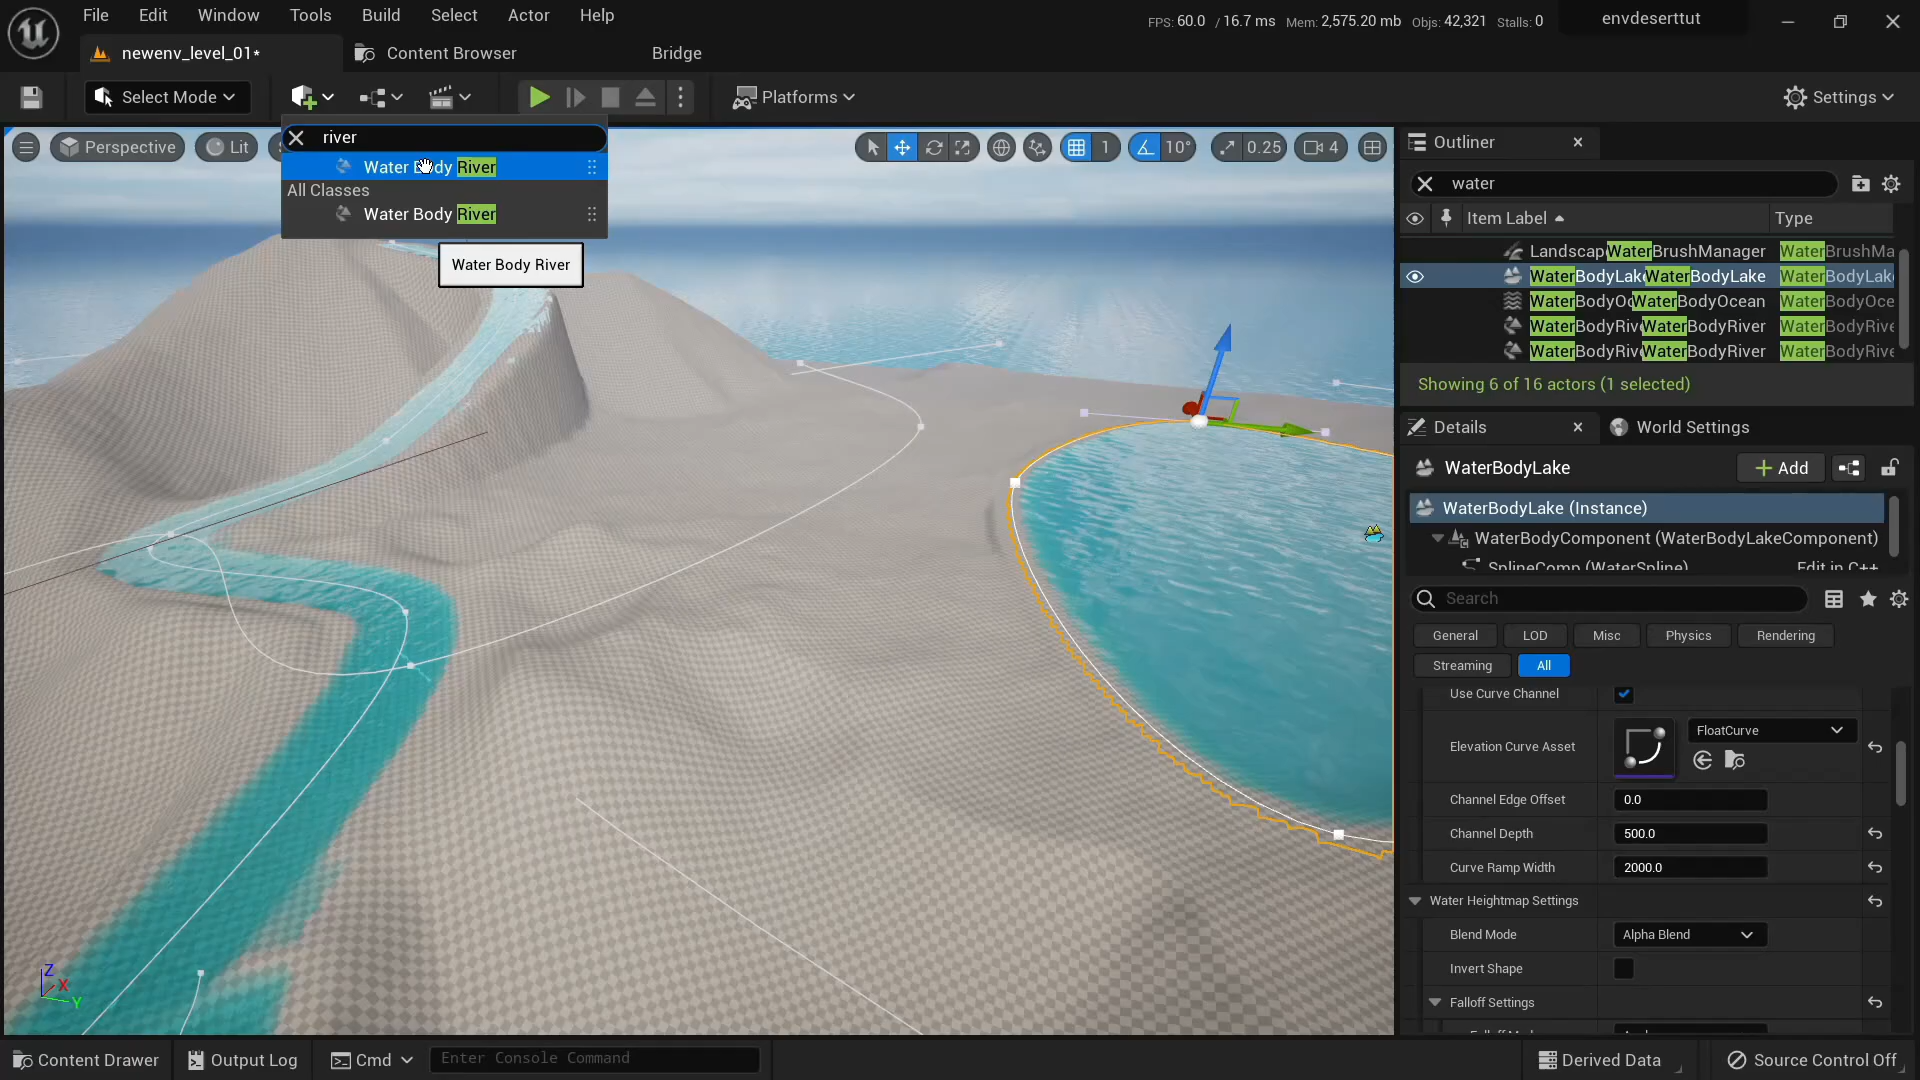 File Edit Window Tools Build Select Actor Help
FPS: 60.0 / 16.7 ms Mem: 2,575.20 mb Objs: 42,321 Stalls: 0
envdeserttut
newenv_level_01*
Content Browser
Bridge
Select Mode
Platforms
Settings
river
Water Body River
All Classes
Water Body River
Water Body River
Perspective
Lit
1
10°
0.25
4
Outliner
water
Item Label
Type
LandscapWaterBrushManager WaterBrushMa
WaterBodyLakWaterBodyLake WaterBodyLak
WaterBodyOcWaterBodyOcean WaterBodyOce
WaterBodyRivWaterBodyRiver WaterBodyRive
WaterBodyRivWaterBodyRiver WaterBodyRive
Showing 6 of 16 actors (1 selected)
Details
World Settings
WaterBodyLake
Add
WaterBodyLake (Instance)
WaterBodyComponent (WaterBodyLakeComponent)
SplineComp (WaterSpline) Edit in C++
Search
General LOD Misc Physics Rendering
Streaming All
Use Curve Channel
Elevation Curve Asset
FloatCurve
Channel Edge Offset 0.0
Channel Depth 500.0
Curve Ramp Width 2000.0
Water Heightmap Settings
Blend Mode Alpha Blend
Invert Shape
Falloff Settings
Z
X
Y
Content Drawer
Output Log
Cmd
Enter Console Command
Derived Data
Source Control Off